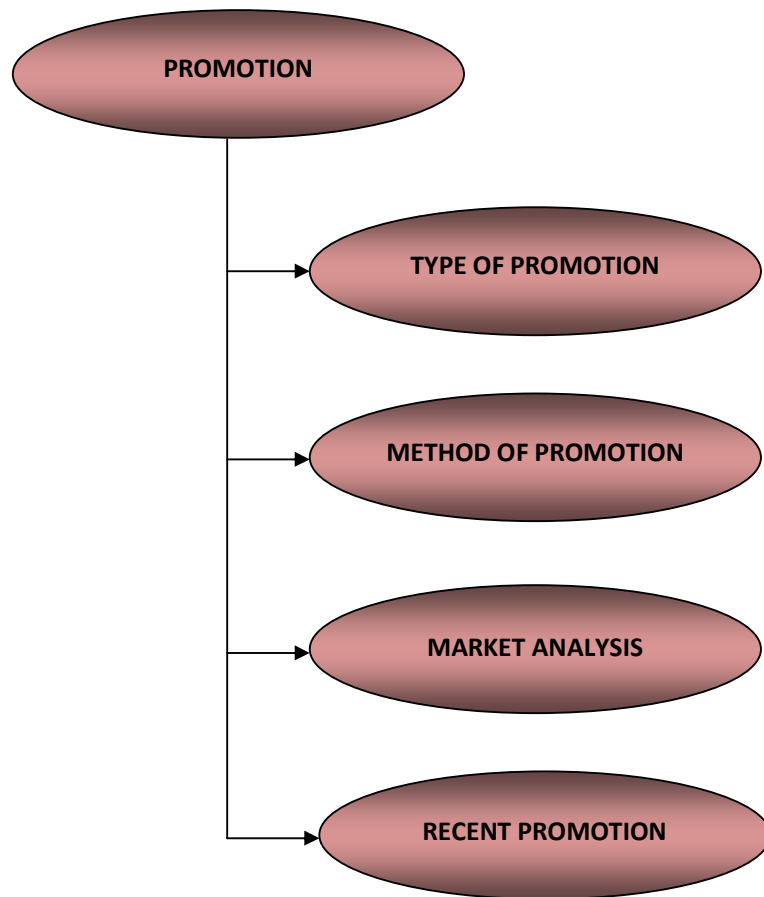 PROMOTION
TYPE OF PROMOTION
METHOD OF PROMOTION
MARKET ANALYSIS
RECENT PROMOTION